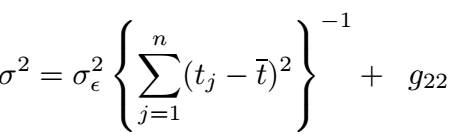 σ² = σ_ϵ² { ∑_{j=1}^{n} (t_j − t̄)² }^{−1} + g₂₂